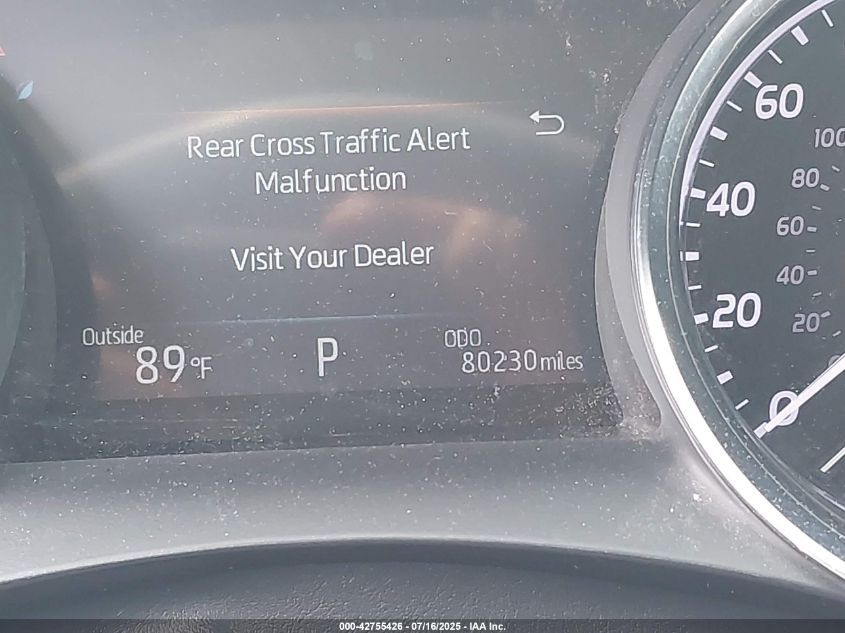 Rear Cross Traffic Alert
Malfunction
Visit Your Dealer
Outside
89°F
P
ODO
80230 miles
60
40
20
0
100
80
60
40
20
000-42755426 - 07/16/2025 - IAA Inc.